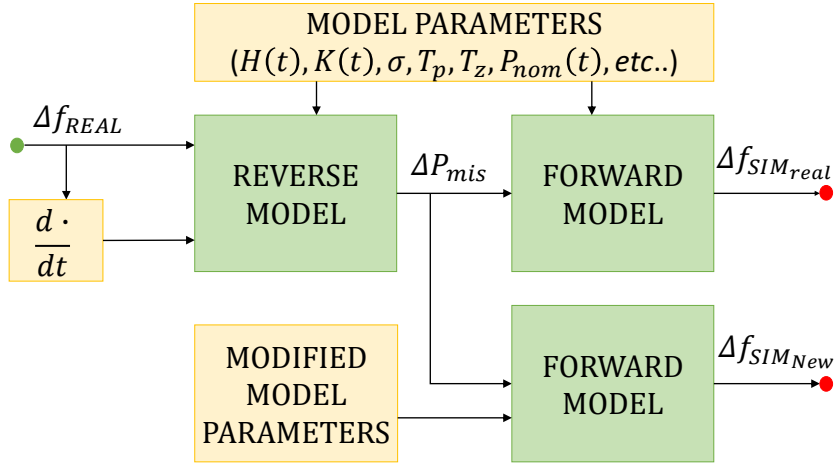 MODEL PARAMETERS
(H(t), K(t), σ, T_p, T_z, P_nom(t), etc..)
Δf_REAL
REVERSE
MODEL
ΔP_mis
FORWARD
MODEL
Δf_SIM_real
d ·
dt
MODIFIED
MODEL
PARAMETERS
FORWARD
MODEL
Δf_SIM_New